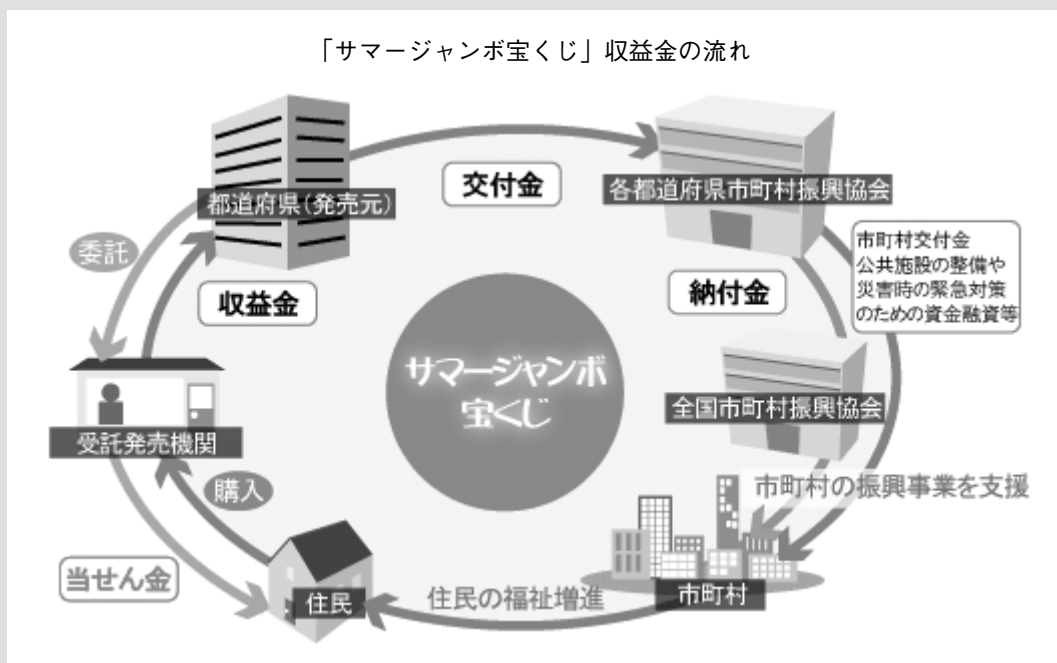 「サマージャンボ宝くじ」収益金の流れ
交付金
都道府県(発売元)
各都道府県市町村振興協会
委託
市町村交付金
公共施設の整備や
災害時の緊急対策
のための資金融資等
収益金
納付金
サマージャンボ
宝くじ
全国市町村振興協会
受託発売機関
購入
市町村の振興事業を支援
当せん金
住民
住民の福祉増進
市町村